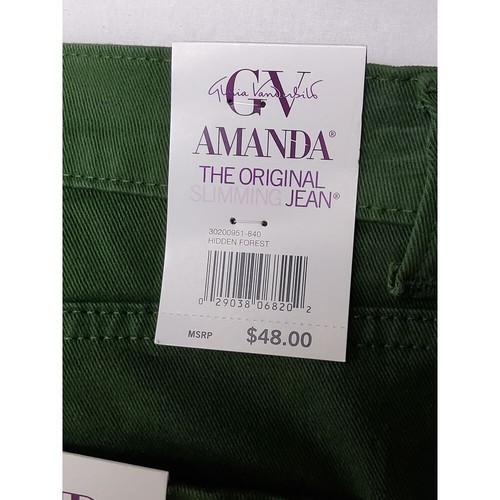 GV
Gloria Vanderbilt
AMANDA®
THE ORIGINAL
SLIMMING JEAN®
30200951-840
HIDDEN FOREST
0 29038 06820 2
MSRP $48.00